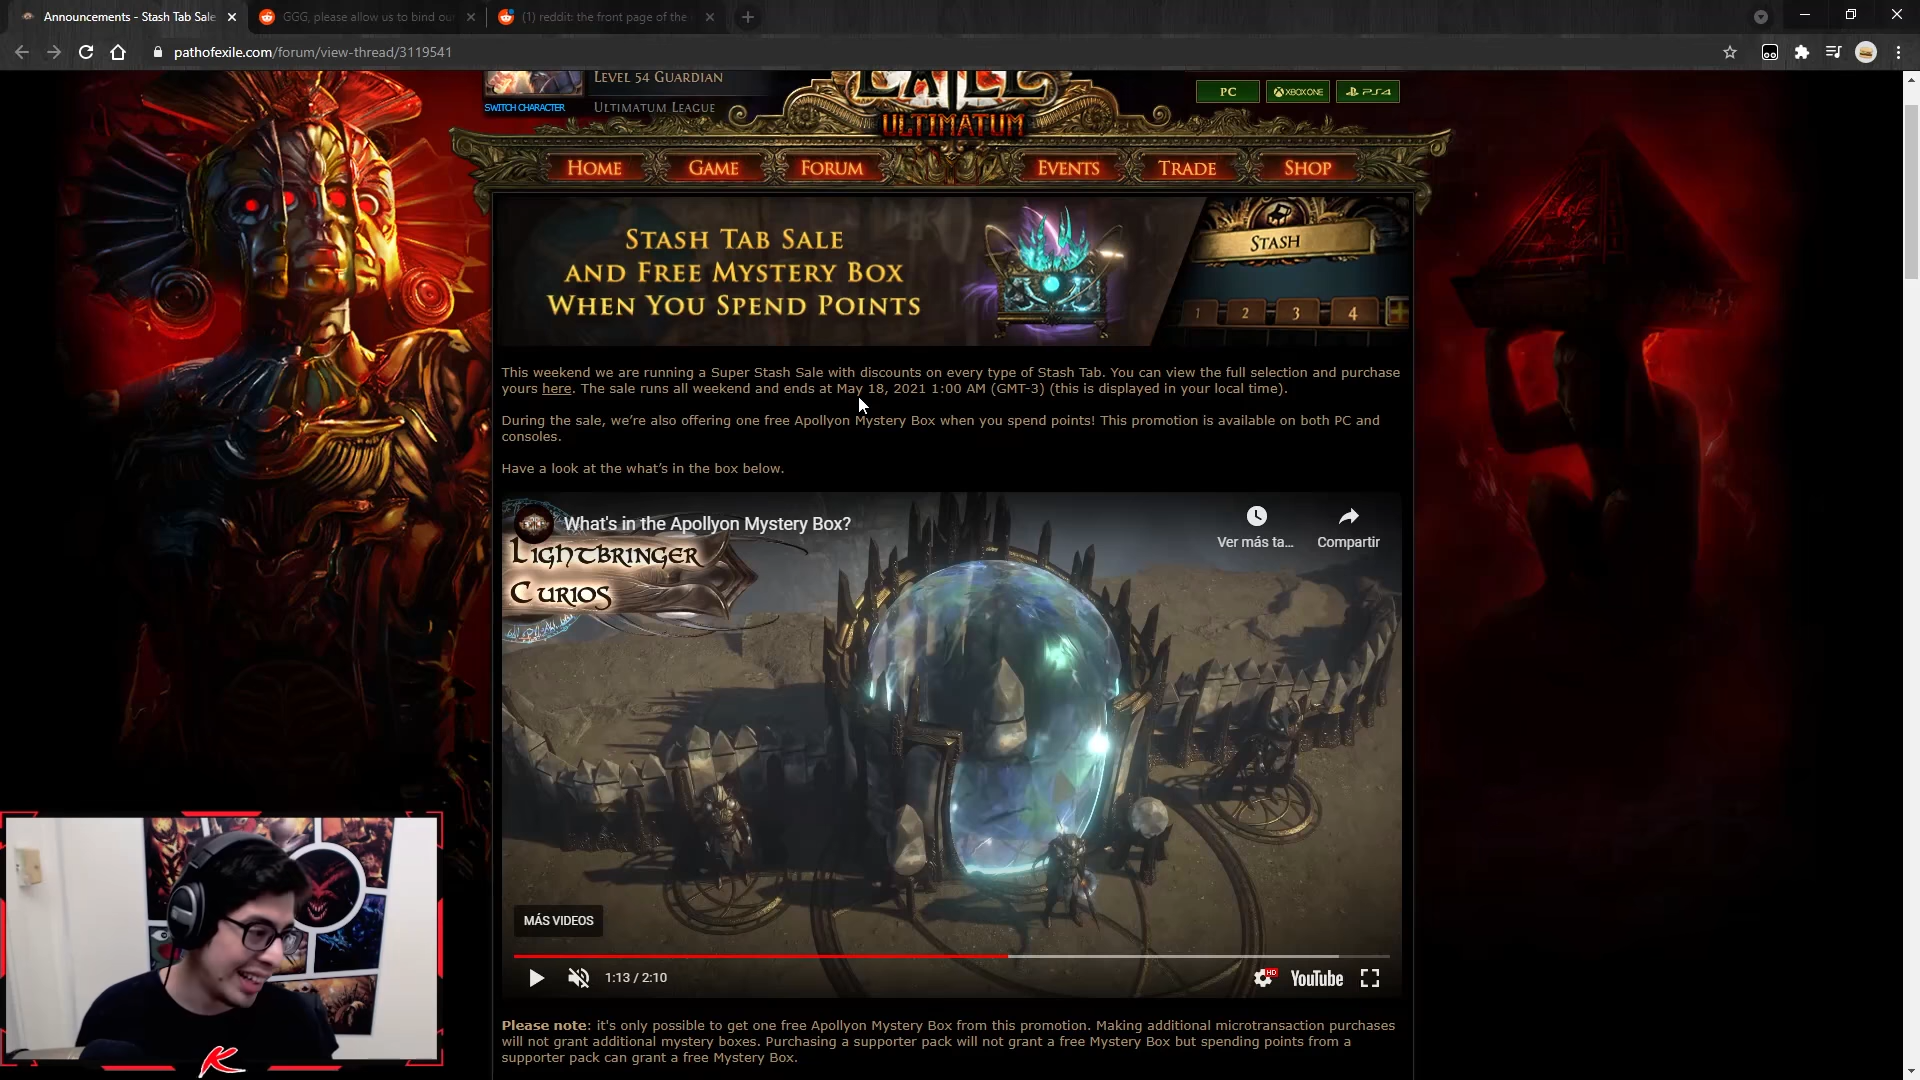 Announcements - Stash Tab Sale
GGG, please allow us to bind our
(1) reddit: the front page of the
pathofexile.com/forum/view-thread/3119541
LEVEL 54 GUARDIAN
SWITCH CHARACTER
ULTIMATUM LEAGUE
EXILE
ULTIMATUM
PC
XBOX ONE
PS4
HOME
GAME
FORUM
EVENTS
TRADE
SHOP
STASH TAB SALE
AND FREE MYSTERY BOX
WHEN YOU SPEND POINTS
STASH
1 2 3 4
This weekend we are running a Super Stash Sale with discounts on every type of Stash Tab. You can view the full selection and purchase
yours here. The sale runs all weekend and ends at May 18, 2021 1:00 AM (GMT-3) (this is displayed in your local time).
During the sale, we’re also offering one free Apollyon Mystery Box when you spend points! This promotion is available on both PC and
consoles.
Have a look at the what’s in the box below.
What's in the Apollyon Mystery Box?
Ver más ta...
Compartir
LIGHTBRINGER
CURIOS
MÁS VIDEOS
1:13 / 2:10
HD
YouTube
Please note: it's only possible to get one free Apollyon Mystery Box from this promotion. Making additional microtransaction purchases
will not grant additional mystery boxes. Purchasing a supporter pack will not grant a free Mystery Box but spending points from a
supporter pack can grant a free Mystery Box.
K